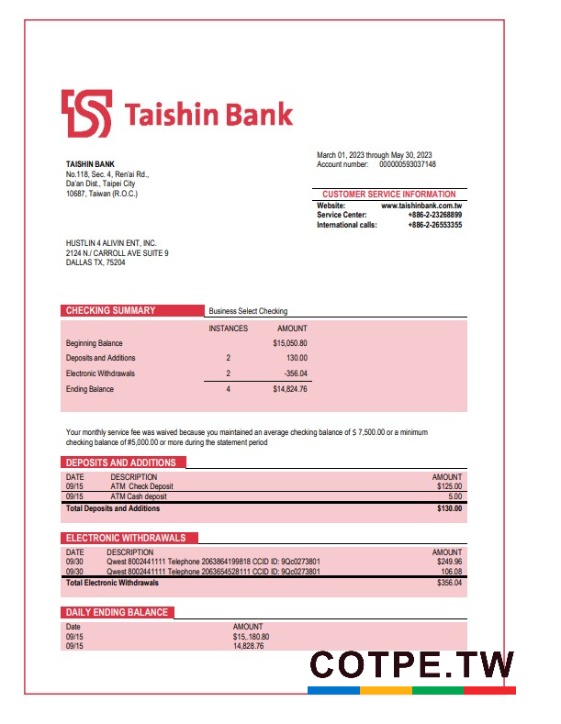 Taishin Bank
March 01, 2023 through May 30, 2023
Account number: 000000593037148
TAISHIN BANK
No.118, Sec. 4, Ren'ai Rd.,
Da'an Dist., Taipei City
10687, Taiwan (R.O.C.)
CUSTOMER SERVICE INFORMATION
Website: www.taishinbank.com.tw
Service Center: +886-2-23268899
International calls: +886-2-26553355
HUSTLIN 4 ALIVIN ENT, INC.
2124 N./ CARROLL AVE SUITE 9
DALLAS TX, 75204
CHECKING SUMMARY Business Select Checking
INSTANCES AMOUNT
Beginning Balance $15,050.80
Deposits and Additions 2 130.00
Electronic Withdrawals 2 -356.04
Ending Balance 4 $14,824.76
Your monthly service fee was waived because you maintained an average checking balance of $ 7,500.00 or a minimum
checking balance of #5,000.00 or more during the statement period
DEPOSITS AND ADDITIONS
DATE DESCRIPTION AMOUNT
09/15 ATM Check Deposit $125.00
09/15 ATM Cash deposit 5.00
Total Deposits and Additions $130.00
ELECTRONIC WITHDRAWALS
DATE DESCRIPTION AMOUNT
09/30 Qwest 8002441111 Telephone 2063864199818 CCID ID: 9Qc0273801 $249.96
09/30 Qwest 8002441111 Telephone 2063654528111 CCID ID: 9Qc0273801 106.08
Total Electronic Withdrawals $356.04
DAILY ENDING BALANCE
Date AMOUNT
09/15 $15,.180.80
09/15 14,828.76
COTPE.TW